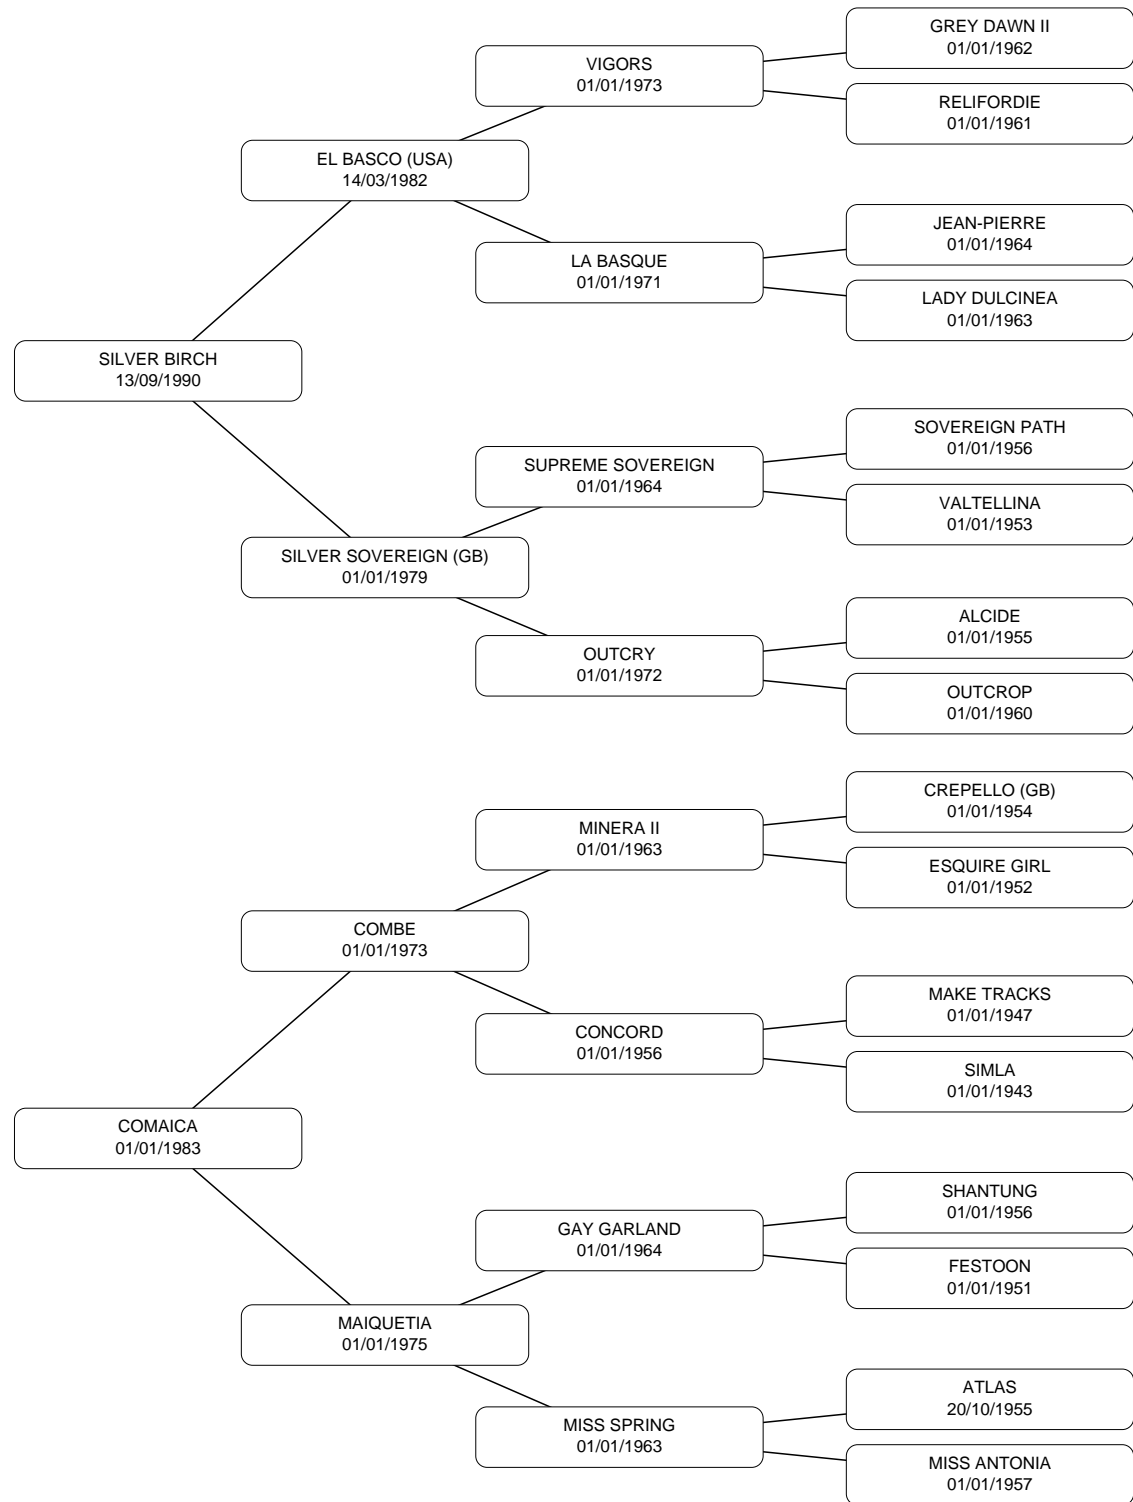 GREY DAWN II
01/01/1962
VIGORS
01/01/1973
RELIFORDIE
01/01/1961
EL BASCO (USA)
14/03/1982
JEAN-PIERRE
01/01/1964
LA BASQUE
01/01/1971
LADY DULCINEA
01/01/1963
SILVER BIRCH
13/09/1990
SOVEREIGN PATH
01/01/1956
SUPREME SOVEREIGN
01/01/1964
VALTELLINA
01/01/1953
SILVER SOVEREIGN (GB)
01/01/1979
ALCIDE
01/01/1955
OUTCRY
01/01/1972
OUTCROP
01/01/1960
CREPELLO (GB)
01/01/1954
MINERA II
01/01/1963
ESQUIRE GIRL
01/01/1952
COMBE
01/01/1973
MAKE TRACKS
01/01/1947
CONCORD
01/01/1956
SIMLA
01/01/1943
COMAICA
01/01/1983
SHANTUNG
01/01/1956
GAY GARLAND
01/01/1964
FESTOON
01/01/1951
MAIQUETIA
01/01/1975
ATLAS
20/10/1955
MISS SPRING
01/01/1963
MISS ANTONIA
01/01/1957